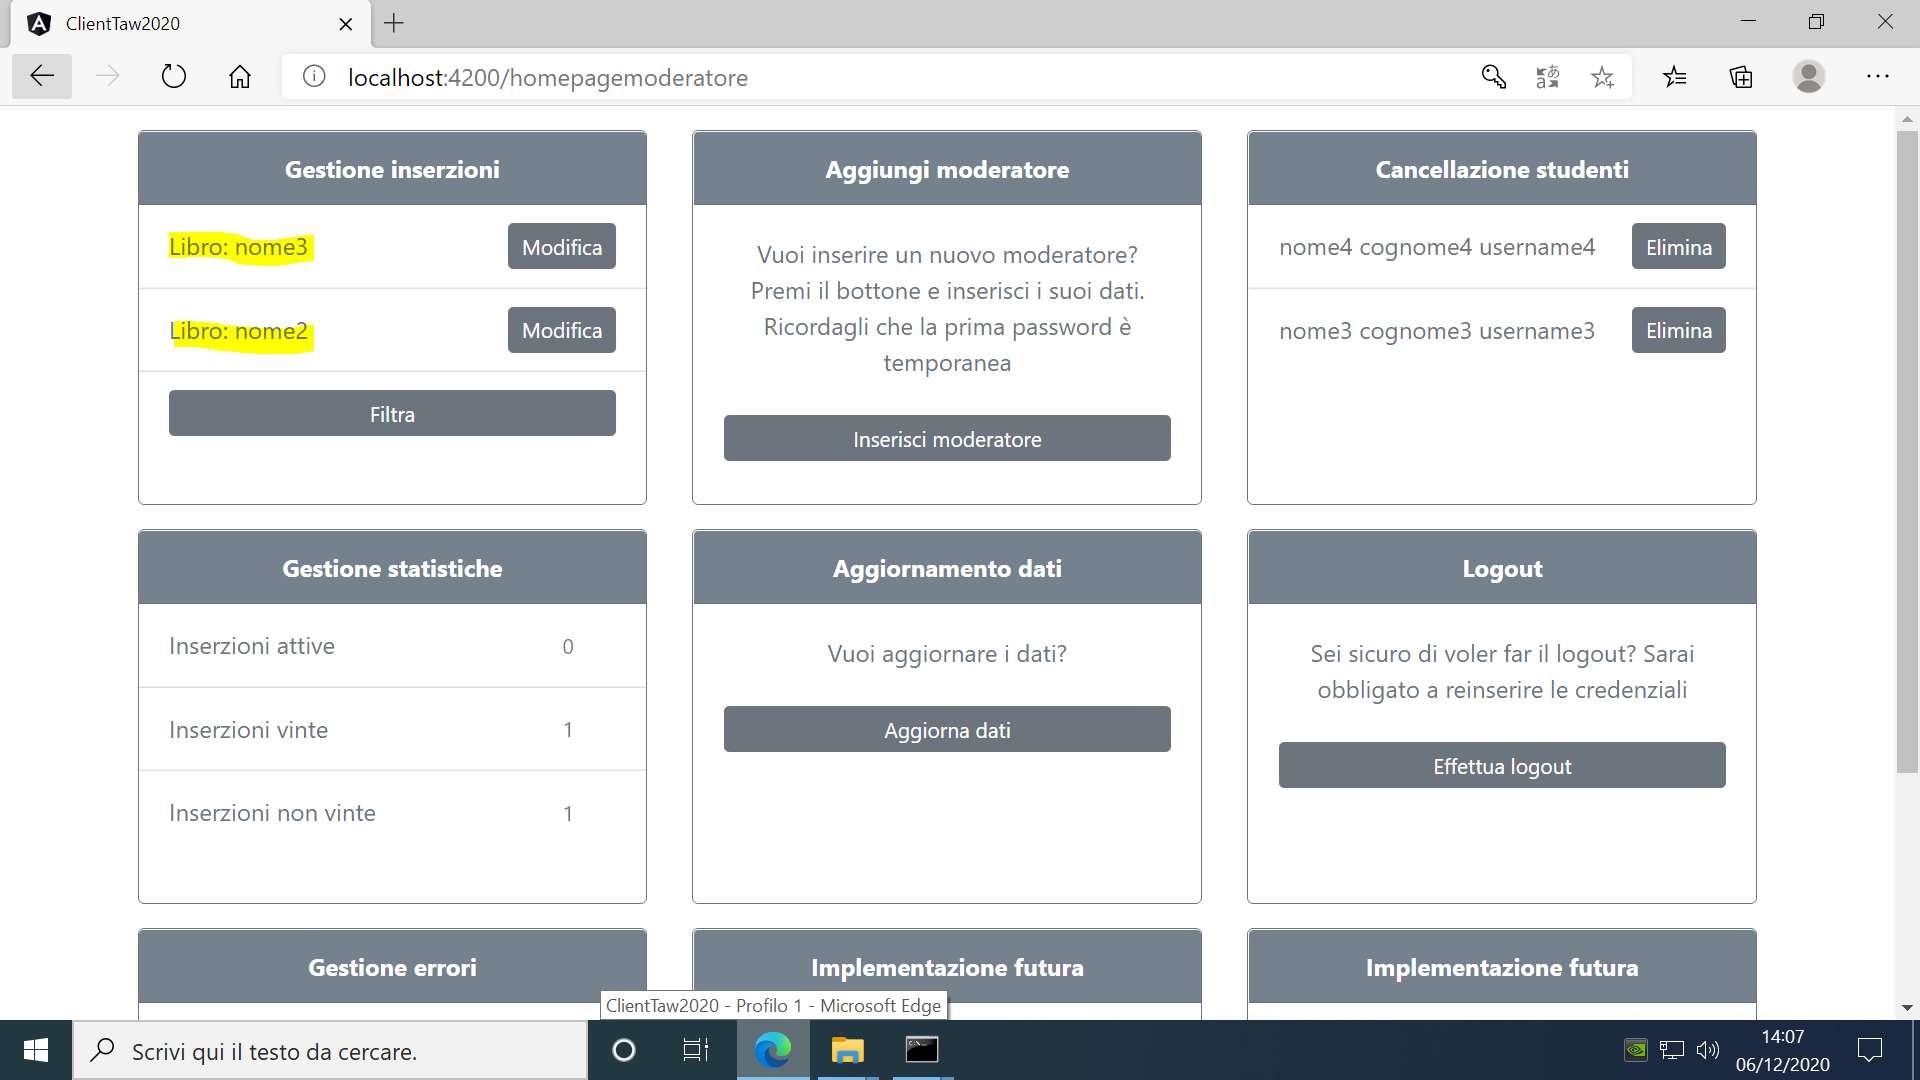 ClientTaw2020
localhost:4200/homepagemoderatore
Gestione inserzioni
Libro: nome3
Modifica
Libro: nome2
Modifica
Filtra
Aggiungi moderatore
Vuoi inserire un nuovo moderatore?
Premi il bottone e inserisci i suoi dati.
Ricordagli che la prima password è
temporanea
Inserisci moderatore
Cancellazione studenti
nome4 cognome4 username4
Elimina
nome3 cognome3 username3
Elimina
Gestione statistiche
Inserzioni attive 0
Inserzioni vinte 1
Inserzioni non vinte 1
Aggiornamento dati
Vuoi aggiornare i dati?
Aggiorna dati
Logout
Sei sicuro di voler far il logout? Sarai
obbligato a reinserire le credenziali
Effettua logout
Gestione errori
Implementazione futura
Implementazione futura
ClientTaw2020 - Profilo 1 - Microsoft Edge
Scrivi qui il testo da cercare.
14:07
06/12/2020